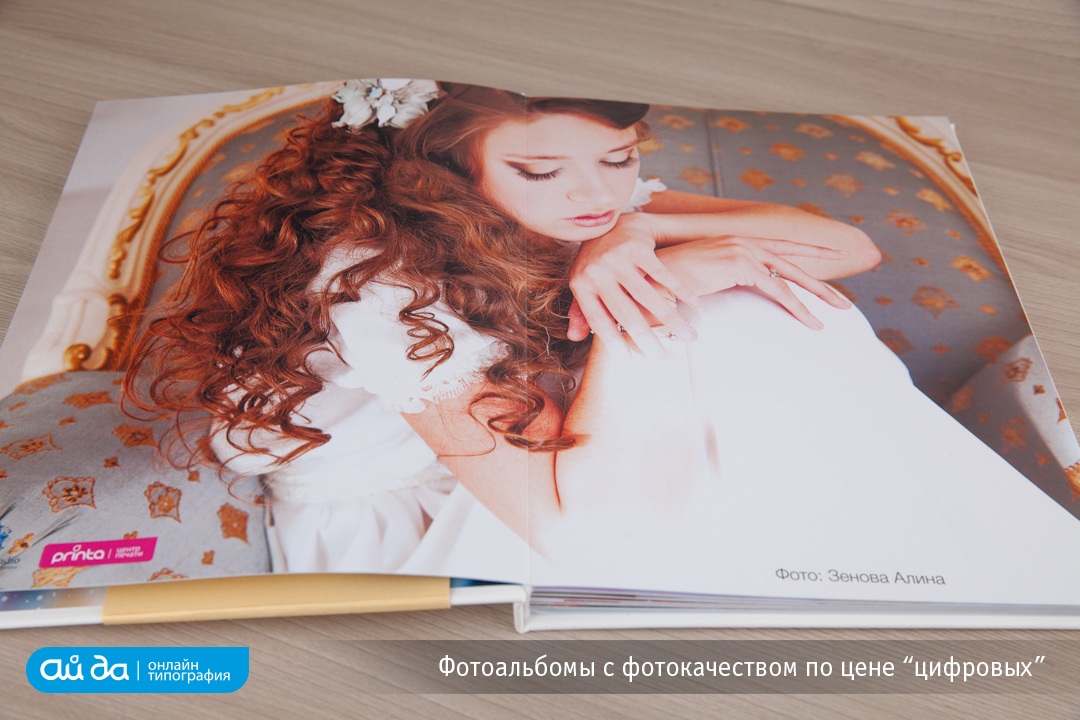 printa
центр
печати
Фото: Зенова Алина
ай да
онлайн
типография
Фотоальбомы с фотокачеством по цене “цифровых”